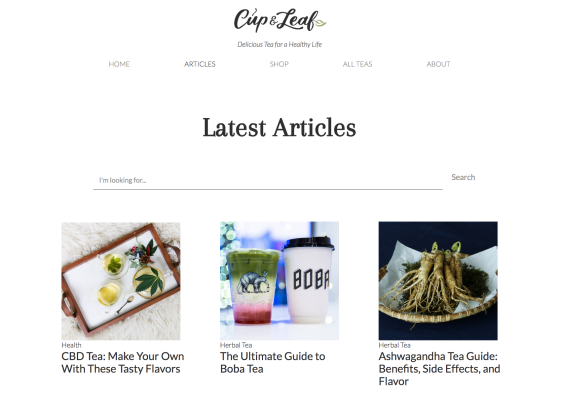 Cup & Leaf
Delicious Tea for a Healthy Life
HOME ARTICLES SHOP ALL TEAS ABOUT
Latest Articles
I'm looking for...
Search
BOBA
Health
CBD Tea: Make Your Own
With These Tasty Flavors
Herbal Tea
The Ultimate Guide to
Boba Tea
Herbal Tea
Ashwagandha Tea Guide:
Benefits, Side Effects, and
Flavor